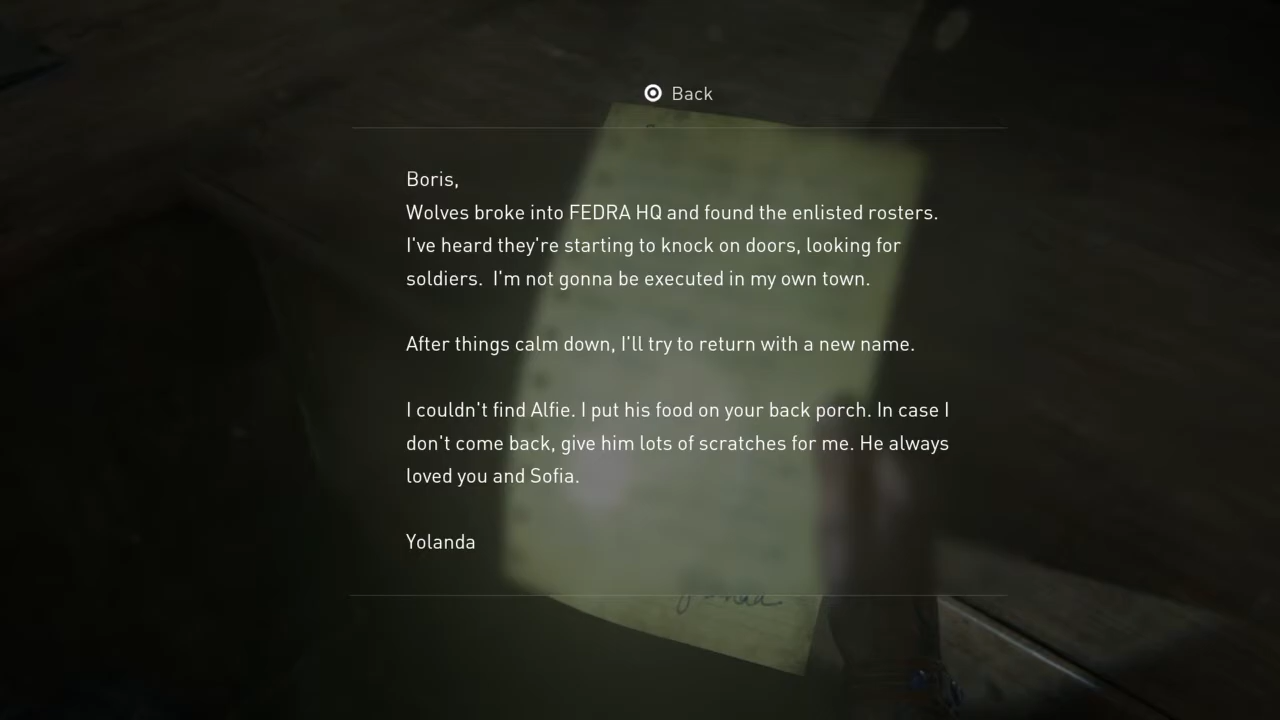 Back
Boris,
Wolves broke into FEDRA HQ and found the enlisted rosters.
I've heard they're starting to knock on doors, looking for
soldiers.  I'm not gonna be executed in my own town.
After things calm down, I'll try to return with a new name.
I couldn't find Alfie. I put his food on your back porch. In case I
don't come back, give him lots of scratches for me. He always
loved you and Sofia.
Yolanda